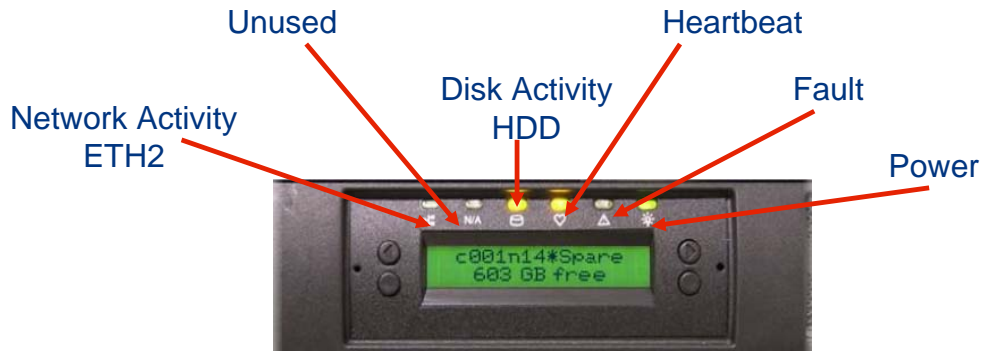 Unused
Heartbeat
Disk Activity
HDD
Fault
Network Activity
ETH2
Power
N/A
c001n14*Spare
603 GB free